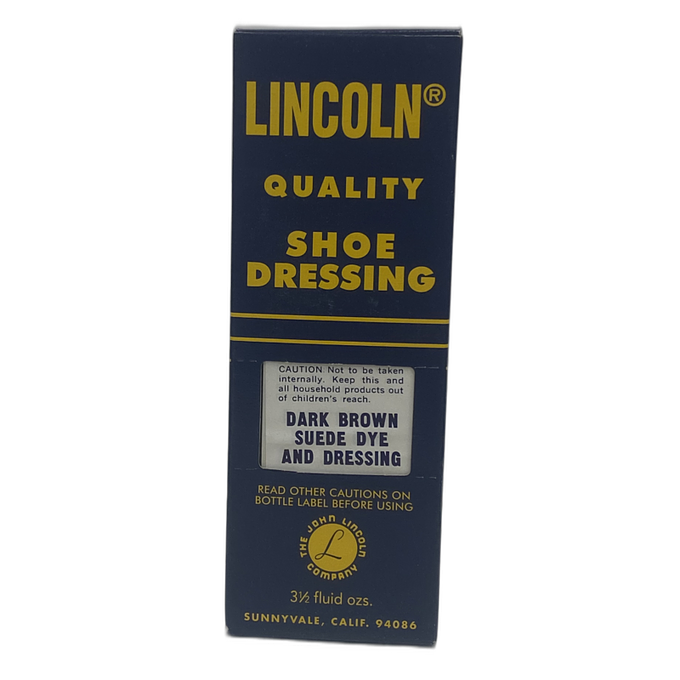 LINCOLN®
QUALITY
SHOE
DRESSING
CAUTION Not to be taken
internally. Keep this and
all household products out
of children's reach.
DARK BROWN
SUEDE DYE
AND DRESSING
READ OTHER CAUTIONS ON
BOTTLE LABEL BEFORE USING
THE JOHN LINCOLN
L
COMPANY
3½ fluid ozs.
SUNNYVALE, CALIF. 94086